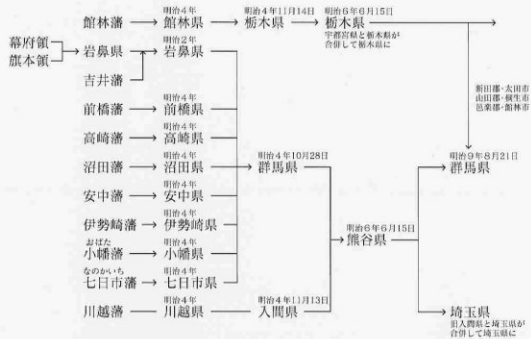 館林藩 明治4年 館林県 明治4年11月14日 栃木県 明治6年6月15日 栃木県
宇都宮県と栃木県が
合併して栃木県に
幕府領
旗本領
岩鼻県 明治2年 岩鼻県
吉井藩
新田郡・太田市
山田郡・桐生市
邑楽郡・館林市
前橋藩 明治4年 前橋県
高崎藩 明治4年 高崎県
沼田藩 明治4年 沼田県 明治4年10月28日 群馬県 明治9年8月21日 群馬県
安中藩 明治4年 安中県
伊勢崎藩 明治4年 伊勢崎県
明治6年6月15日 熊谷県
おばた
小幡藩 明治4年 小幡県
なのかいち
七日市藩 明治4年 七日市県
川越藩 明治4年 川越県 明治4年11月13日 入間県 埼玉県
旧入間県と埼玉県が
合併して埼玉県に